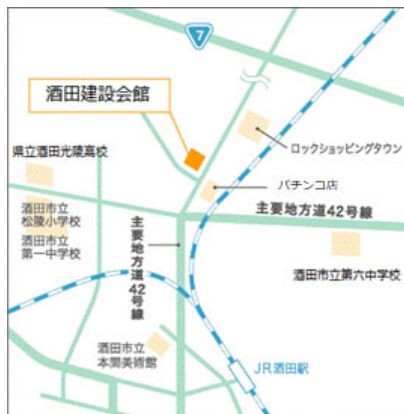 7
酒田建設会館
県立酒田光陵高校
ロックショッピングタウン
パチンコ店
酒田市立
松陵小学校
酒田市立
第一中学校
主要地方道42号線
主要地方道42号線
酒田市立第六中学校
酒田市立
本間美術館
JR酒田駅